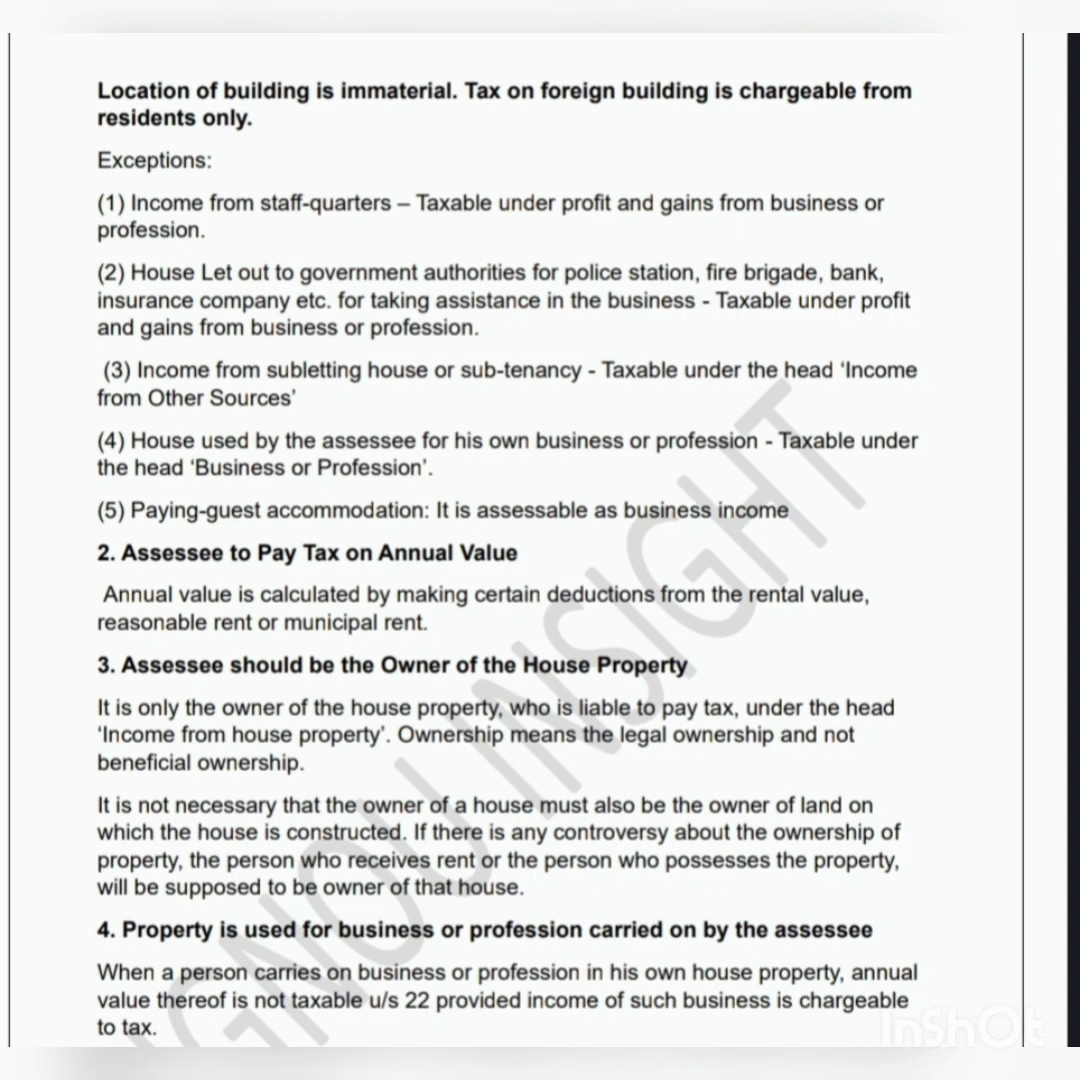 Location of building is immaterial. Tax on foreign building is chargeable from
residents only.
Exceptions:
(1) Income from staff-quarters – Taxable under profit and gains from business or
profession.
(2) House Let out to government authorities for police station, fire brigade, bank,
insurance company etc. for taking assistance in the business - Taxable under profit
and gains from business or profession.
(3) Income from subletting house or sub-tenancy - Taxable under the head ‘Income
from Other Sources’
(4) House used by the assessee for his own business or profession - Taxable under
the head ‘Business or Profession’.
(5) Paying-guest accommodation: It is assessable as business income
2. Assessee to Pay Tax on Annual Value
Annual value is calculated by making certain deductions from the rental value,
reasonable rent or municipal rent.
3. Assessee should be the Owner of the House Property
It is only the owner of the house property, who is liable to pay tax, under the head
‘Income from house property’. Ownership means the legal ownership and not
beneficial ownership.
It is not necessary that the owner of a house must also be the owner of land on
which the house is constructed. If there is any controversy about the ownership of
property, the person who receives rent or the person who possesses the property,
will be supposed to be owner of that house.
4. Property is used for business or profession carried on by the assessee
When a person carries on business or profession in his own house property, annual
value thereof is not taxable u/s 22 provided income of such business is chargeable
to tax.
GNOU INSIGHT
InShOt